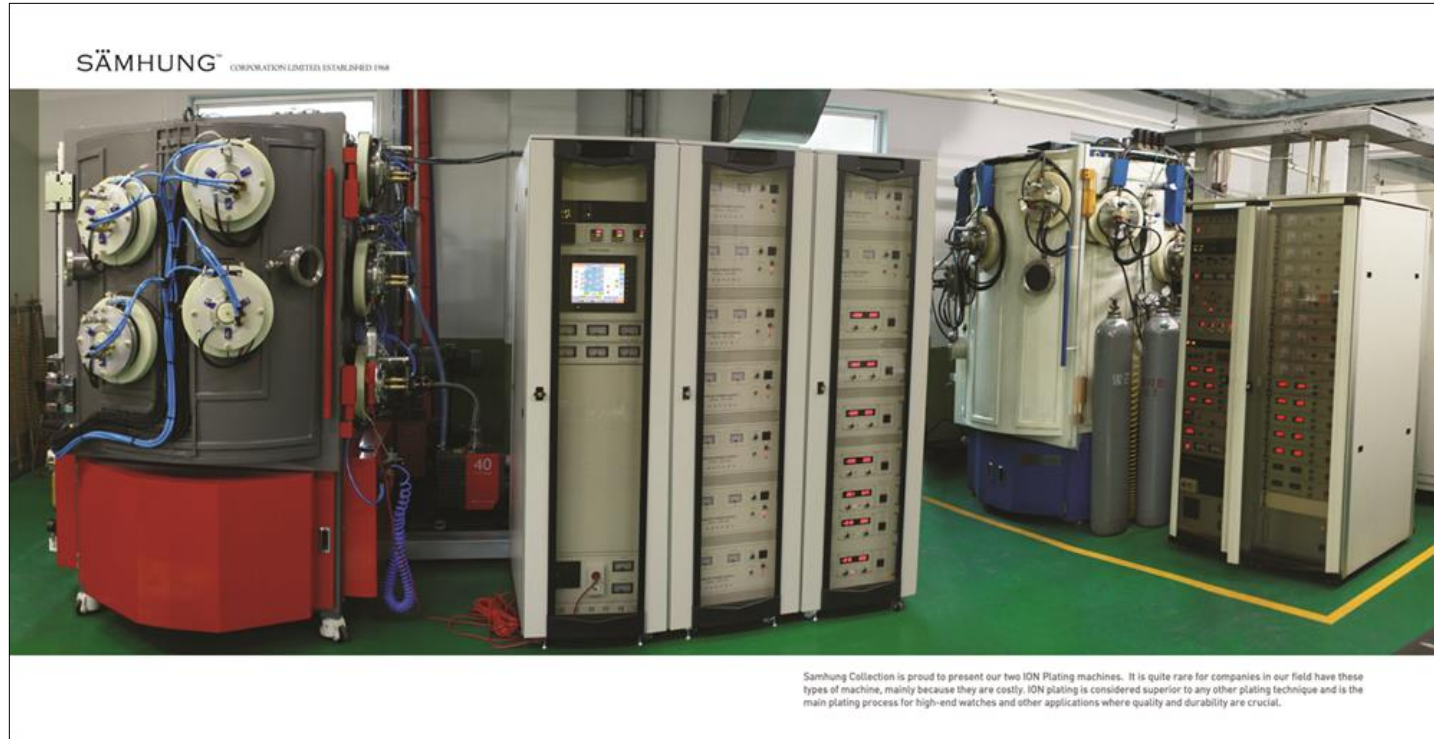 SÄMHUNG™ CORPORATION LIMITED. ESTABLISHED 1968
40
Samhung Collection is proud to present our two ION Plating machines. It is quite rare for companies in our field have these
types of machine, mainly because they are costly. ION plating is considered superior to any other plating technique and is the
main plating process for high-end watches and other applications where quality and durability are crucial.